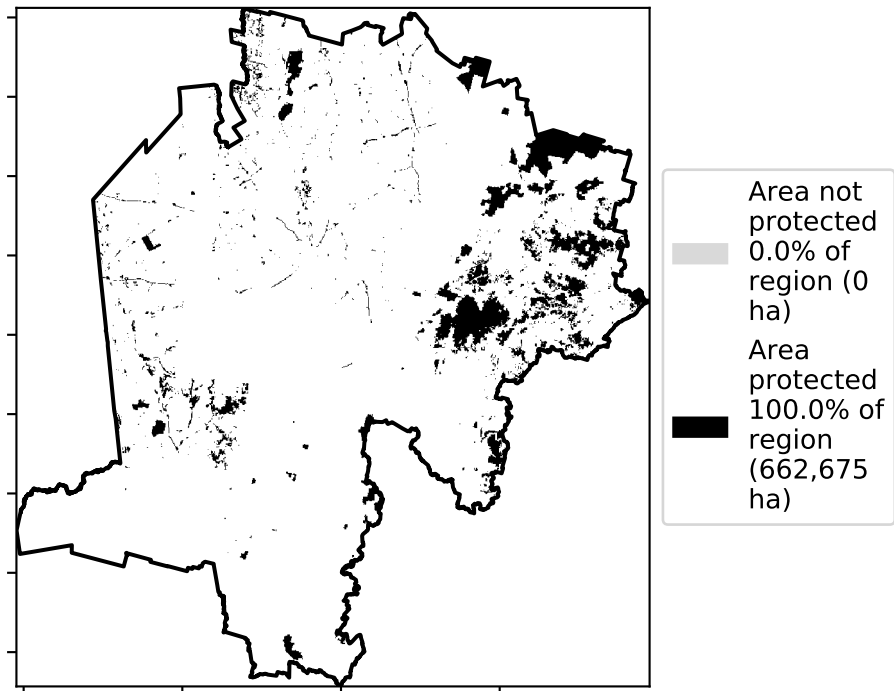 Area not
protected
0.0% of
region (0
ha)
Area
protected
100.0% of
region
(662,675
ha)